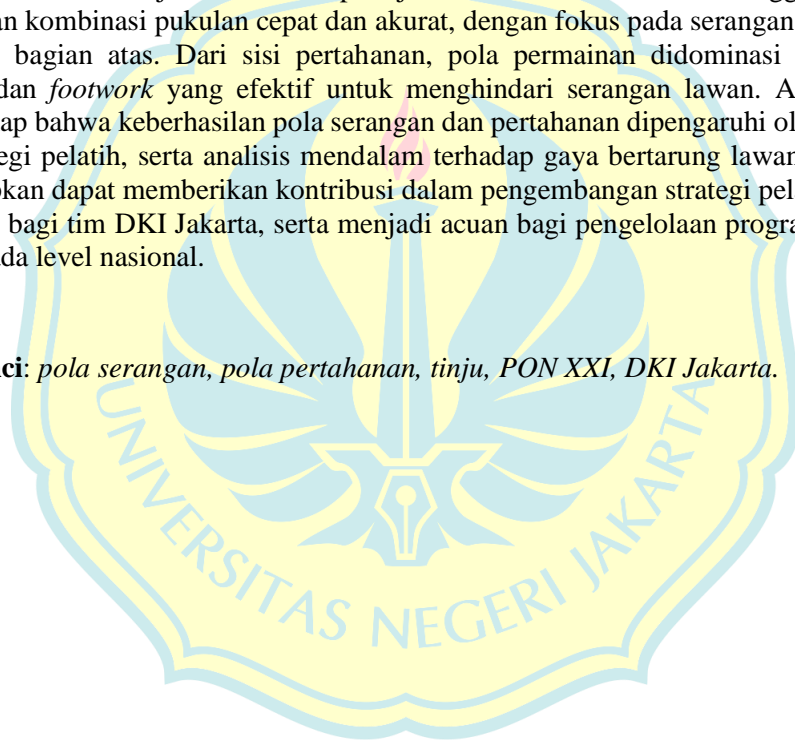 an kombinasi pukulan cepat dan akurat, dengan fokus pada serangan
bagian atas. Dari sisi pertahanan, pola permainan didominasi
dan footwork yang efektif untuk menghindari serangan lawan. A
ap bahwa keberhasilan pola serangan dan pertahanan dipengaruhi ol
egi pelatih, serta analisis mendalam terhadap gaya bertarung lawan
kan dapat memberikan kontribusi dalam pengembangan strategi pel
bagi tim DKI Jakarta, serta menjadi acuan bagi pengelolaan progra
da level nasional.
ci: pola serangan, pola pertahanan, tinju, PON XXI, DKI Jakarta.
UNIVERSITAS NEGERI JAKARTA